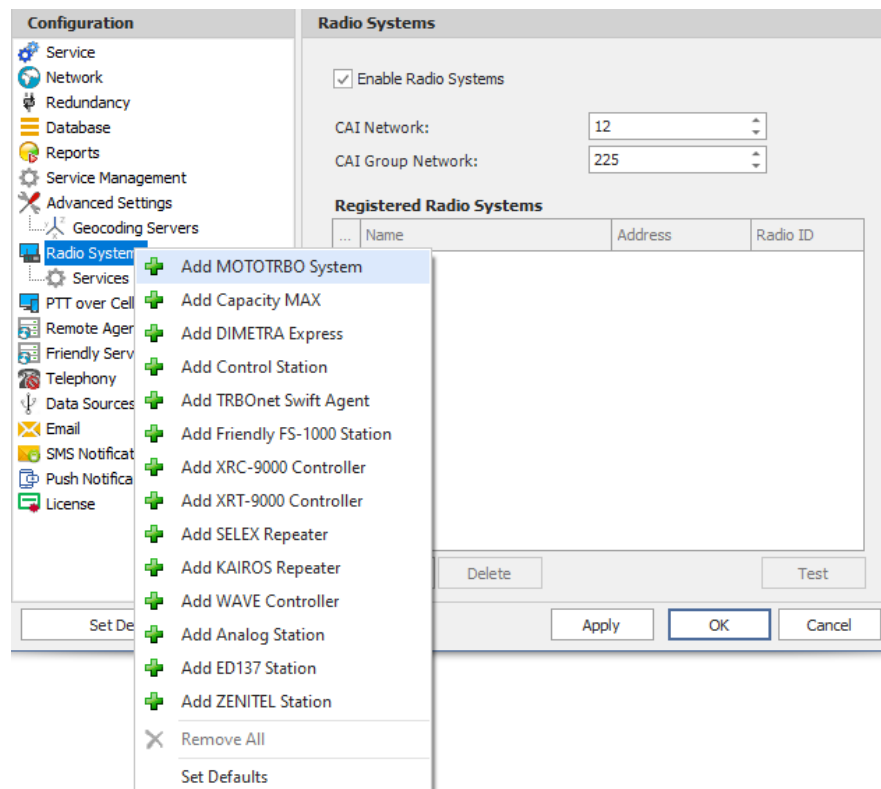 Configuration
Service
Network
Redundancy
Database
Reports
Service Management
Advanced Settings
Geocoding Servers
Radio System
Services
PTT over Cell
Remote Ager
Friendly Serv
Telephony
Data Sources
Email
SMS Notificat
Push Notifica
License
Set De
Radio Systems
Enable Radio Systems
CAI Network: 12
CAI Group Network: 225
Registered Radio Systems
... Name Address Radio ID
Add MOTOTRBO System
Add Capacity MAX
Add DIMETRA Express
Add Control Station
Add TRBOnet Swift Agent
Add Friendly FS-1000 Station
Add XRC-9000 Controller
Add XRT-9000 Controller
Add SELEX Repeater
Add KAIROS Repeater
Add WAVE Controller
Add Analog Station
Add ED137 Station
Add ZENITEL Station
Remove All
Set Defaults
Delete Test
Apply OK Cancel